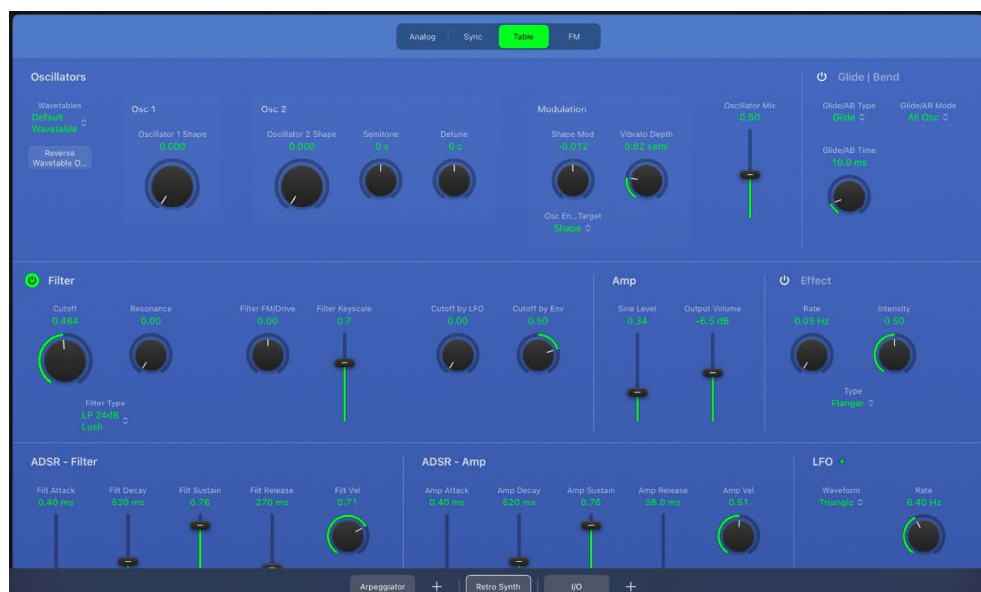 Analog Sync Table FM
Oscillators
Glide | Bend
Wavetables
Default
Wavetable
Reverse
Wavetable O...
Osc 1
Oscillator 1 Shape
0.000
Osc 2
Oscillator 2 Shape Semitone Detune
0.000 0 s 0 c
Modulation
Shape Mod Vibrato Depth
-0.012 0.62 semi
Osc En...Target
Shape
Oscillator Mix
0.50
Glide/AB Type Glide/AB Mode
Glide All Osc
Glide/AB Time
10.0 ms
Filter
Cutoff Resonance Filter FM/Drive Filter Keyscale Cutoff by LFO Cutoff by Env
0.484 0.00 0.00 0.7 0.00 0.50
Filter Type
LP 24dB
Lush
Amp
Sine Level Output Volume
0.34 -6.5 dB
Effect
Rate Intensity
0.05 Hz 0.50
Type
Flanger
ADSR - Filter
Filt Attack Filt Decay Filt Sustain Filt Release Filt Vel
0.40 ms 520 ms 0.76 270 ms 0.71
ADSR - Amp
Amp Attack Amp Decay Amp Sustain Amp Release Amp Vel
0.40 ms 520 ms 0.76 38.0 ms 0.51
LFO
Waveform Rate
Triangle 6.40 Hz
Arpeggiator + Retro Synth I/O +